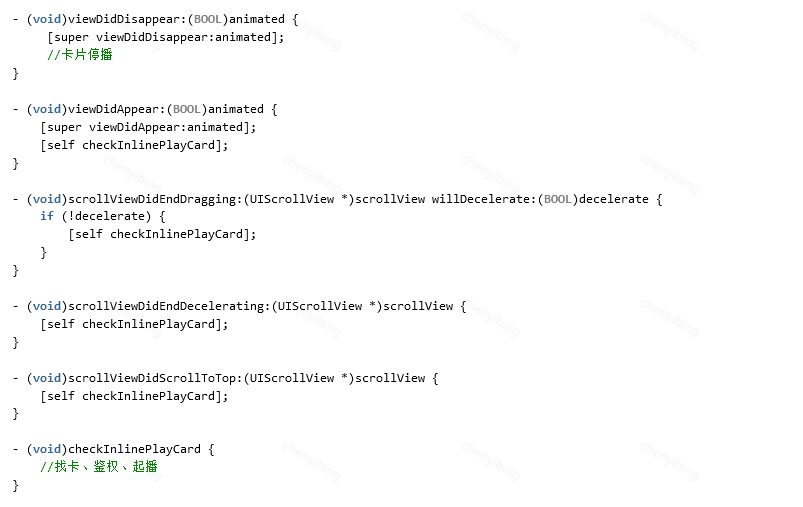 - (void)viewDidDisappear:(BOOL)animated {
     [super viewDidDisappear:animated];
     //卡片停播
}

- (void)viewDidAppear:(BOOL)animated {
    [super viewDidAppear:animated];
    [self checkInlinePlayCard];
}

- (void)scrollViewDidEndDragging:(UIScrollView *)scrollView willDecelerate:(BOOL)decelerate {
    if (!decelerate) {
        [self checkInlinePlayCard];
    }
}

- (void)scrollViewDidEndDecelerating:(UIScrollView *)scrollView {
    [self checkInlinePlayCard];
}

- (void)scrollViewDidScrollToTop:(UIScrollView *)scrollView {
    [self checkInlinePlayCard];
}

- (void)checkInlinePlayCard {
    //找卡、鉴权、起播
}
chenyibing